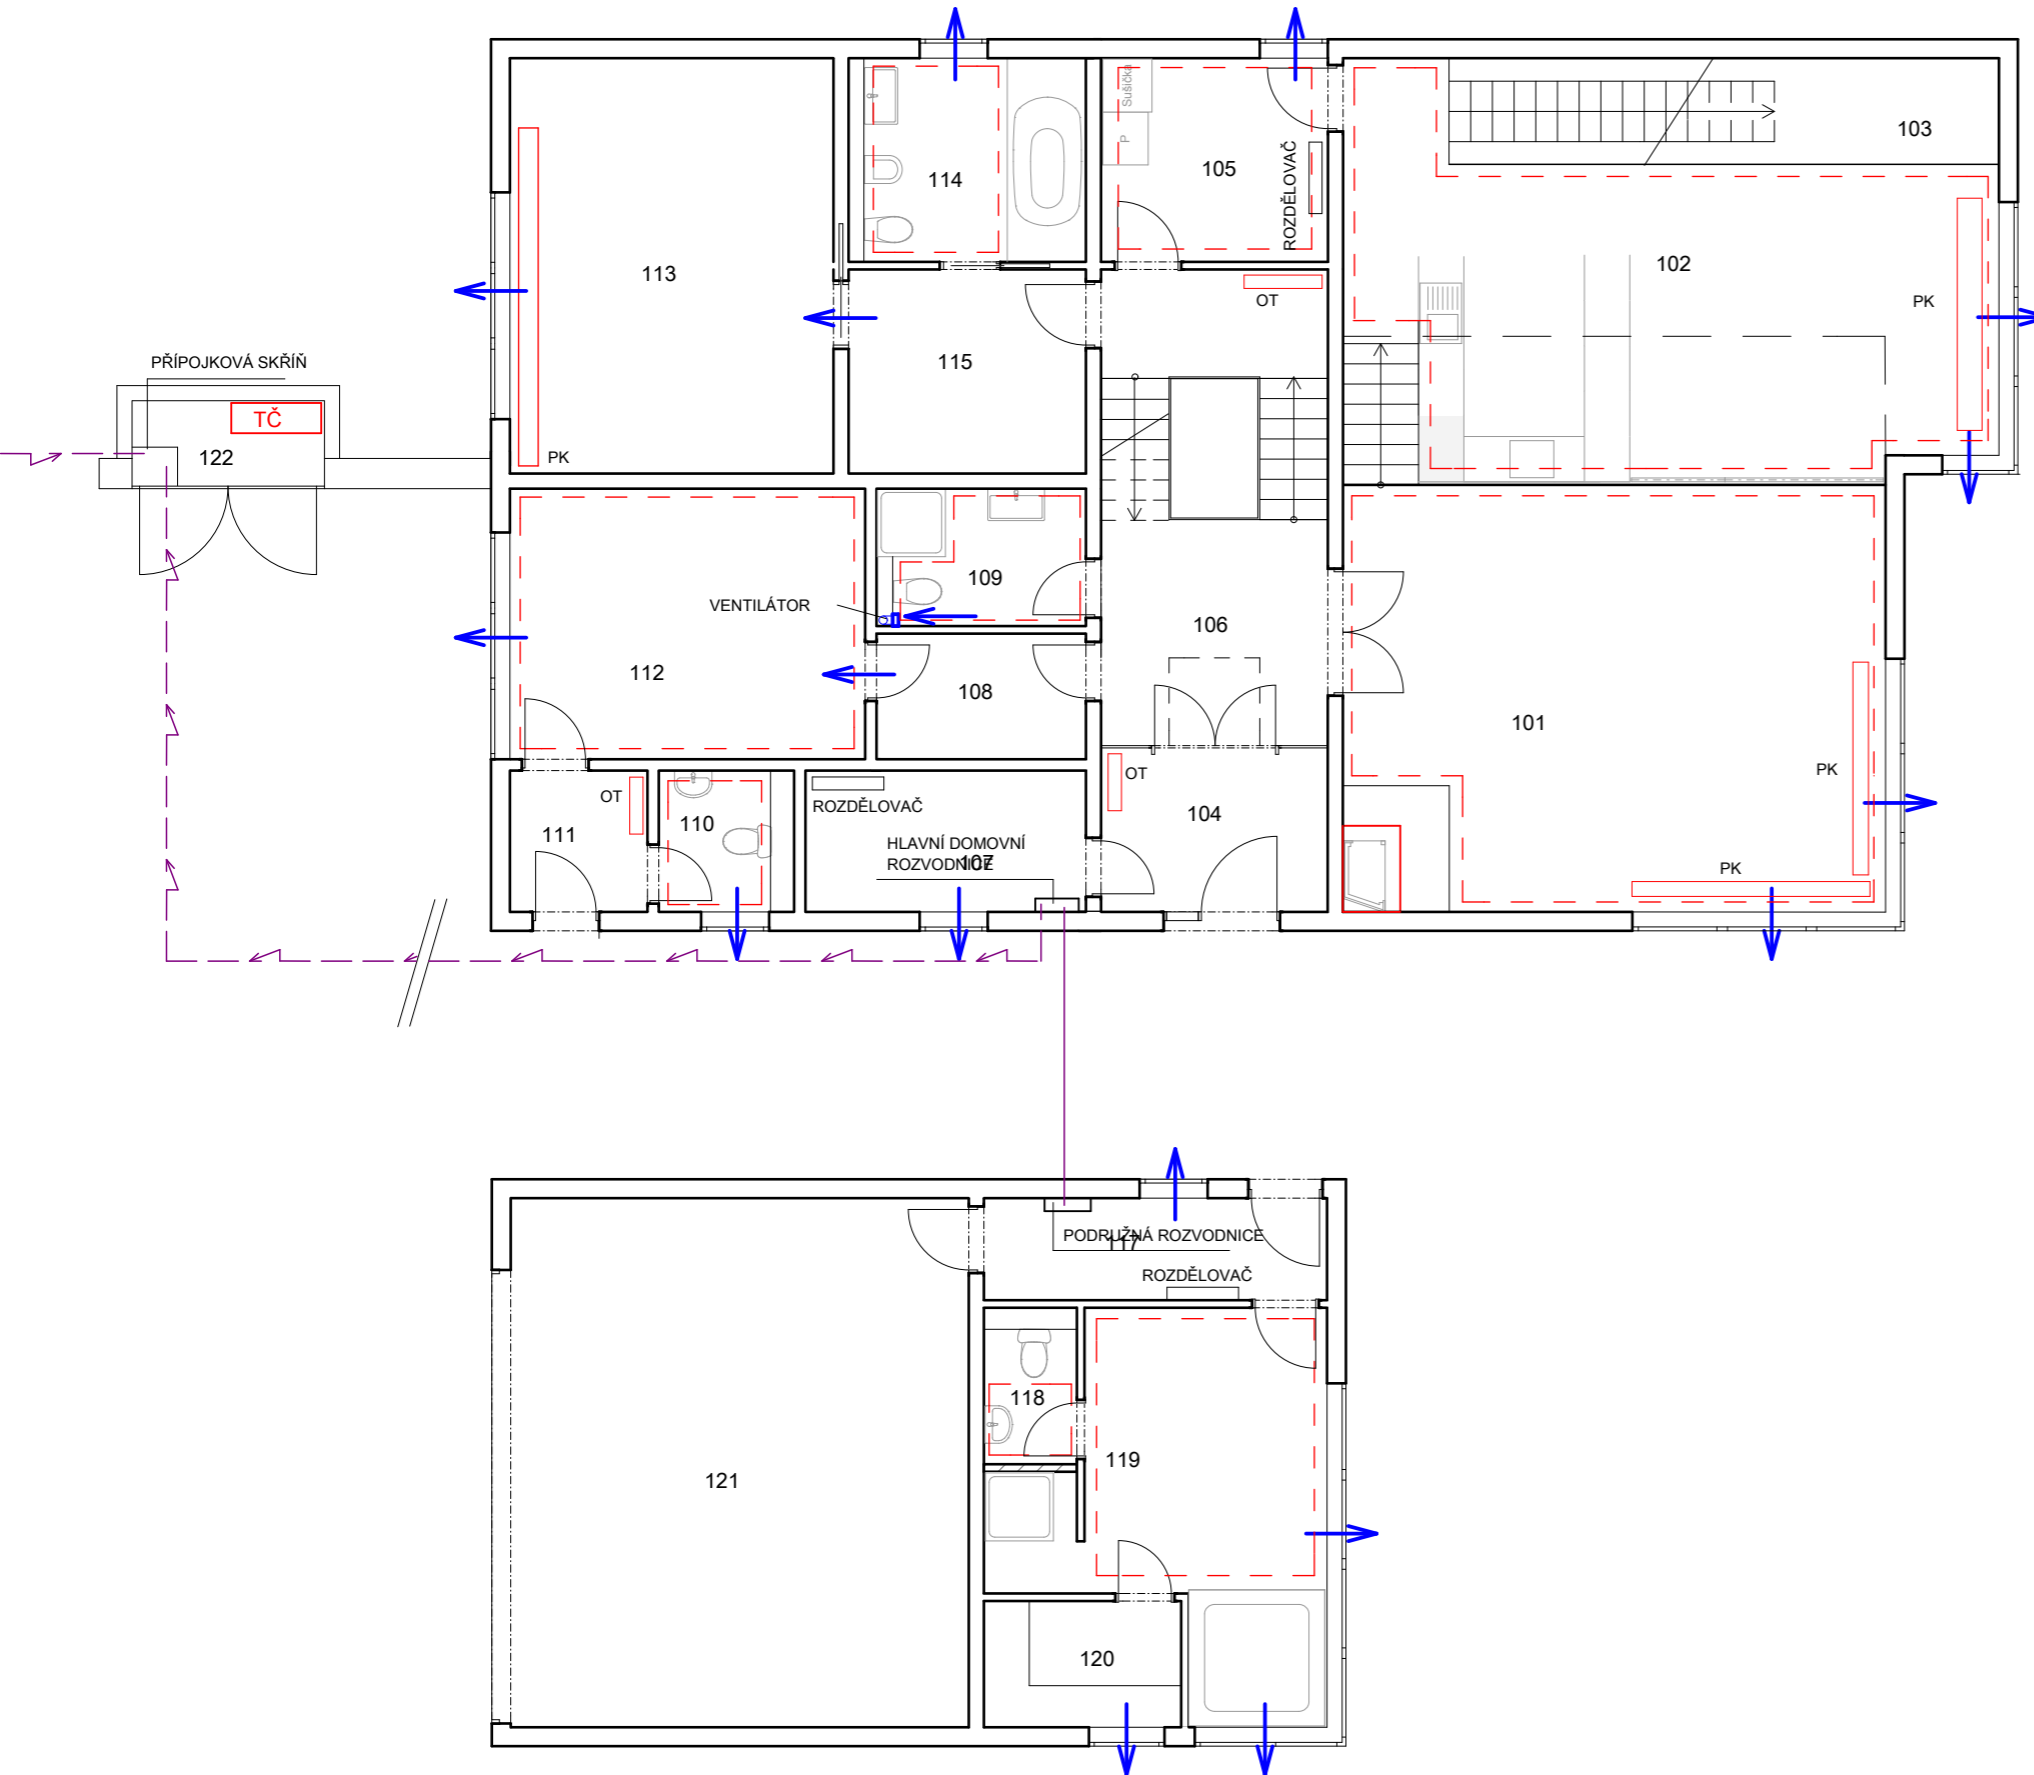 Sušička
P
103
114
105
ROZDĚLOVAČ
102
113
OT
PK
115
PŘÍPOJKOVÁ SKŘÍŇ
TČ
122
PK
109
VENTILÁTOR
106
112
108
101
OT
PK
OT
ROZDĚLOVAČ
104
111
110
HLAVNÍ DOMOVNÍ
ROZVODNICE
107
PK
PODRUŽNÁ ROZVODNICE
117
ROZDĚLOVAČ
118
119
121
120